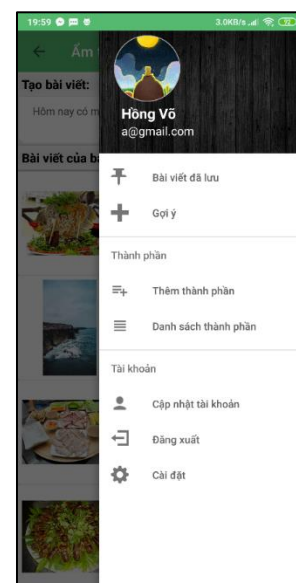 19:59
3.0KB/s
Ẩm
Tạo bài viết:
Hôm nay có m
Bài viết của b
Hồng Võ
a@gmail.com
Bài viết đã lưu
Gợi ý
Thành phần
Thêm thành phần
Danh sách thành phần
Tài khoản
Cập nhật tài khoản
Đăng xuất
Cài đặt